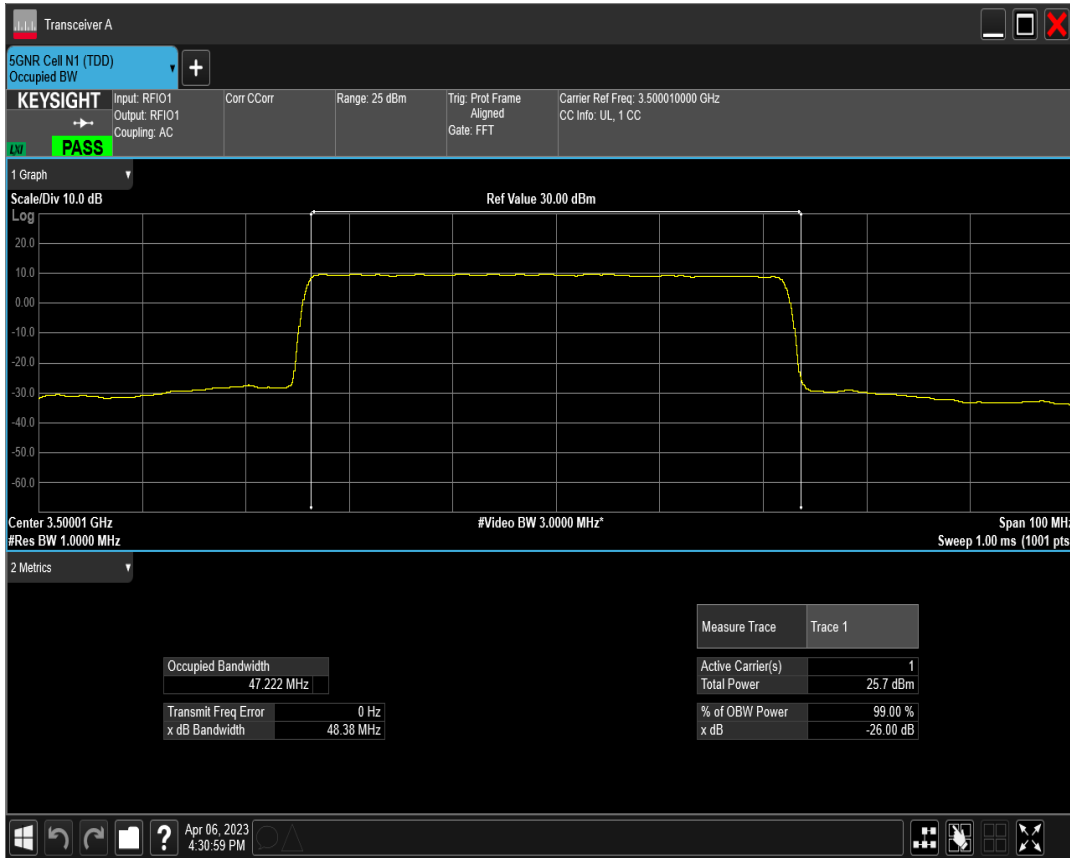 Transceiver A
5GNR Cell N1 (TDD)
Occupied BW
+
KEYSIGHT
LXI
PASS
Input: RFIO1
Output: RFIO1
Coupling: AC
Corr CCorr
Range: 25 dBm
Trig: Prot Frame
Aligned
Gate: FFT
Carrier Ref Freq: 3.500010000 GHz
CC Info: UL, 1 CC
1 Graph
Scale/Div 10.0 dB
Ref Value 30.00 dBm
Log
20.0
10.0
0.00
-10.0
-20.0
-30.0
-40.0
-50.0
-60.0
Center 3.50001 GHz
#Video BW 3.0000 MHz*
Span 100 MHz
#Res BW 1.0000 MHz
Sweep 1.00 ms (1001 pts
2 Metrics
Measure Trace Trace 1
Occupied Bandwidth
47.222 MHz
Active Carrier(s) 1
Total Power 25.7 dBm
Transmit Freq Error 0 Hz
x dB Bandwidth 48.38 MHz
% of OBW Power 99.00 %
x dB -26.00 dB
?
Apr 06, 2023
4:30:59 PM